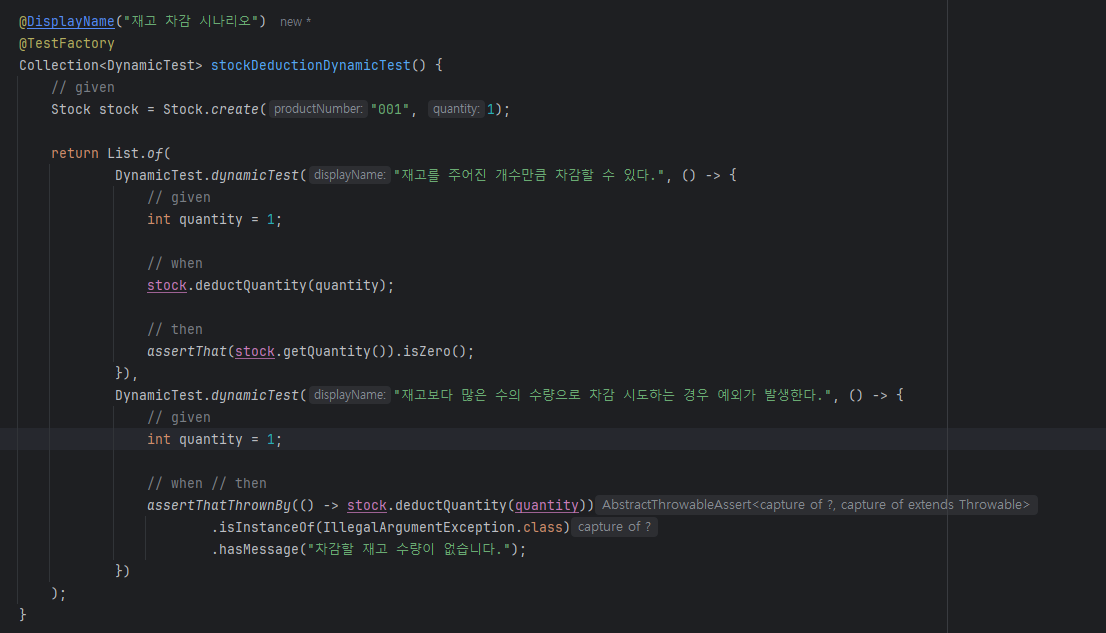 @DisplayName("재고 차감 시나리오") new *
@TestFactory
Collection<DynamicTest> stockDeductionDynamicTest() {
// given
Stock stock = Stock.create( productNumber: "001", quantity: 1);
return List.of(
DynamicTest.dynamicTest( displayName: "재고를 주어진 개수만큼 차감할 수 있다.", () -> {
// given
int quantity = 1;
// when
stock.deductQuantity(quantity);
// then
assertThat(stock.getQuantity()).isZero();
}),
DynamicTest.dynamicTest( displayName: "재고보다 많은 수의 수량으로 차감 시도하는 경우 예외가 발생한다.", () -> {
// given
int quantity = 1;
// when // then
assertThatThrownBy(() -> stock.deductQuantity(quantity)) AbstractThrowableAssert<capture of ?, capture of extends Throwable>
.isInstanceOf(IllegalArgumentException.class) capture of ?
.hasMessage("차감할 재고 수량이 없습니다.");
})
);
}